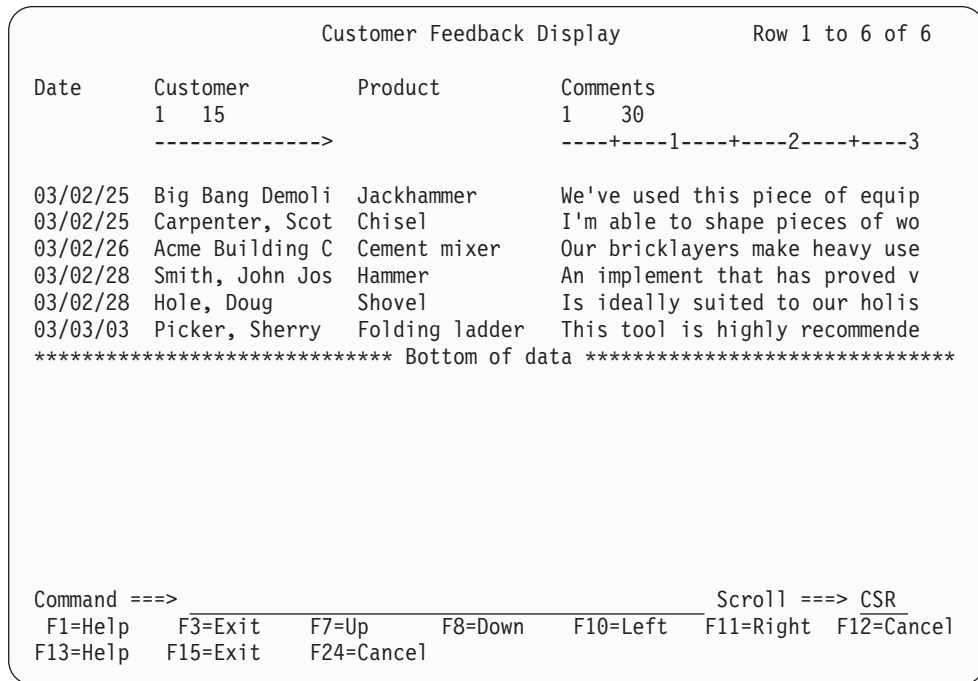 Customer Feedback Display           Row 1 to 6 of 6
Date      Customer         Product          Comments
          1   15                            1    30
          -------------->                    ----+----1----+----2----+----3
03/02/25  Big Bang Demoli  Jackhammer       We've used this piece of equip
03/02/25  Carpenter, Scot  Chisel           I'm able to shape pieces of wo
03/02/26  Acme Building C  Cement mixer     Our bricklayers make heavy use
03/02/28  Smith, John Jos  Hammer           An implement that has proved v
03/02/28  Hole, Doug       Shovel           Is ideally suited to our holis
03/03/03  Picker, Sherry   Folding ladder   This tool is highly recommende
****************************** Bottom of data *******************************
Command ===> ___________________________________________ Scroll ===> CSR
 F1=Help    F3=Exit    F7=Up      F8=Down    F10=Left   F11=Right  F12=Cancel
F13=Help   F15=Exit   F24=Cancel